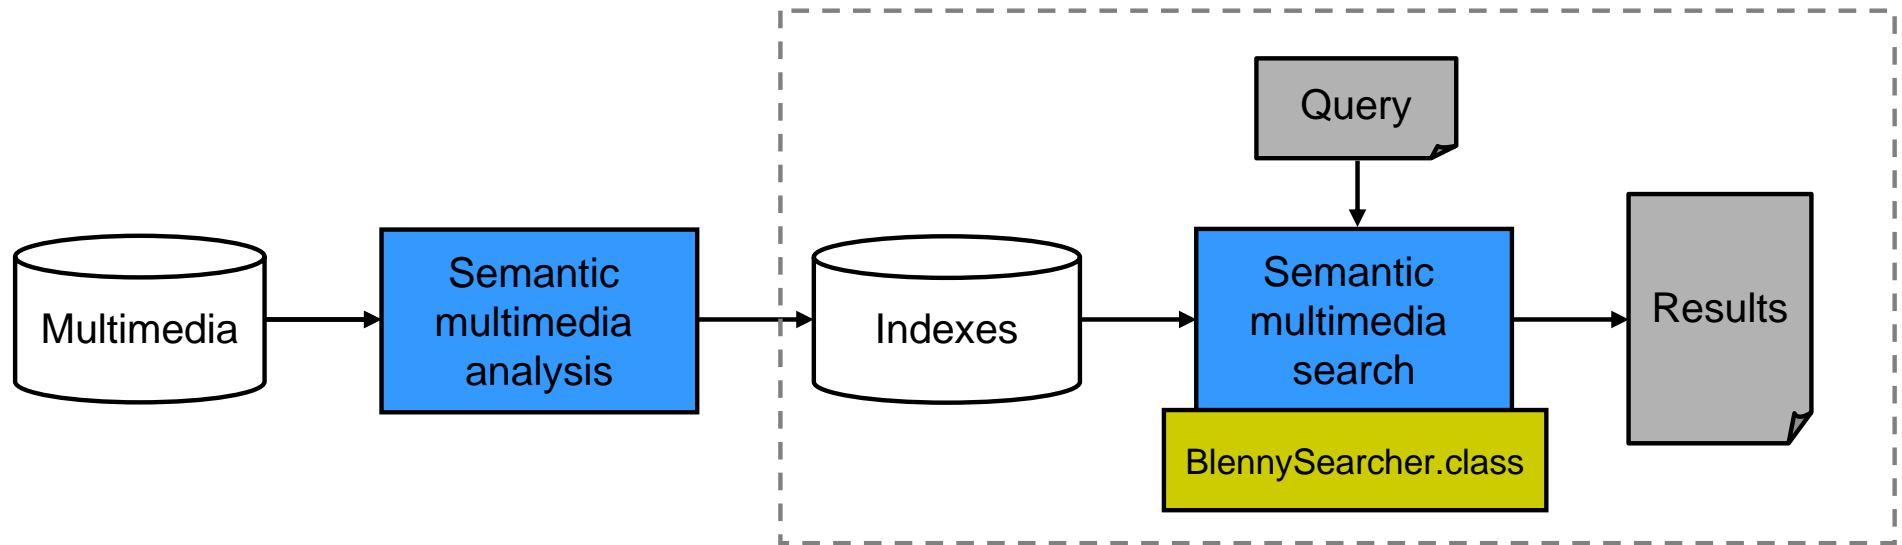 Query
Multimedia
Semantic
multimedia
analysis
Indexes
Semantic
multimedia
search
Results
BlennySearcher.class